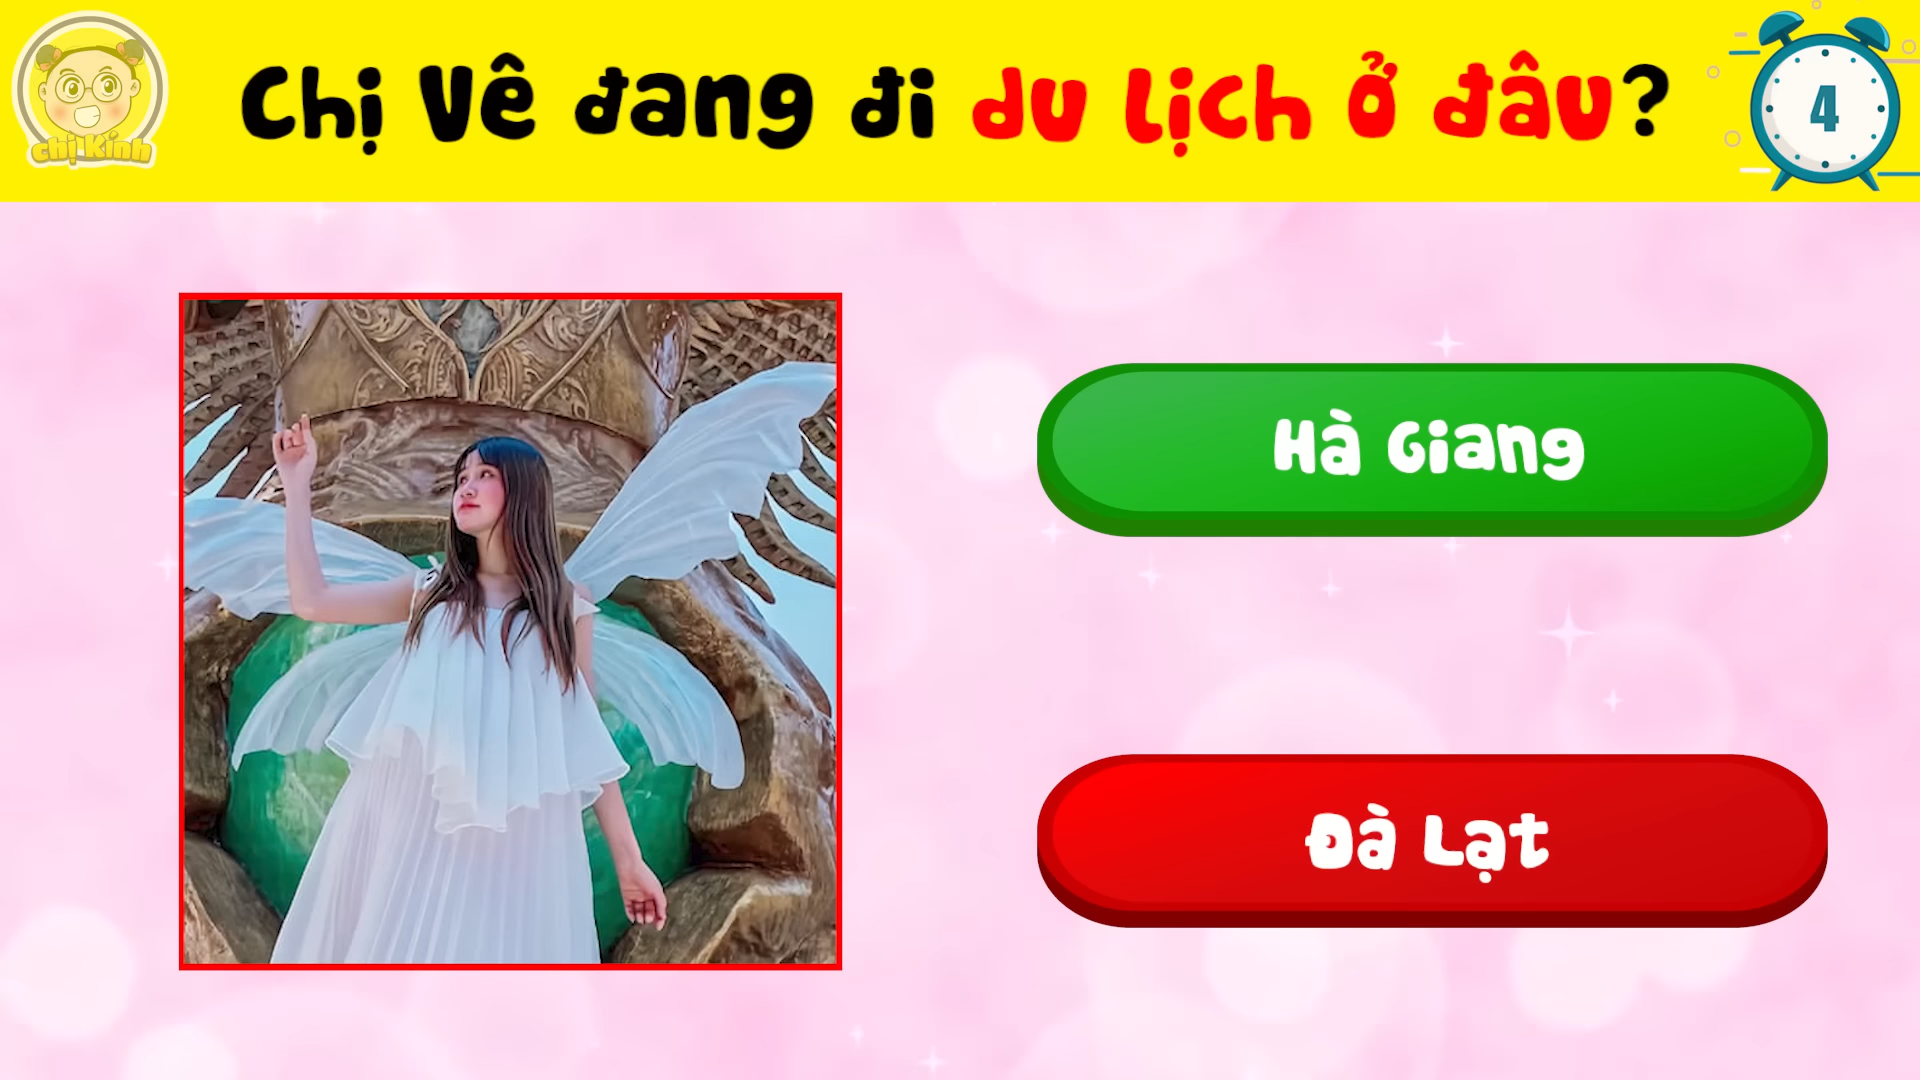 Chị Vê đang đi du lịch ở đâu?
chị Kính
4
Hà Giang
Đà Lạt